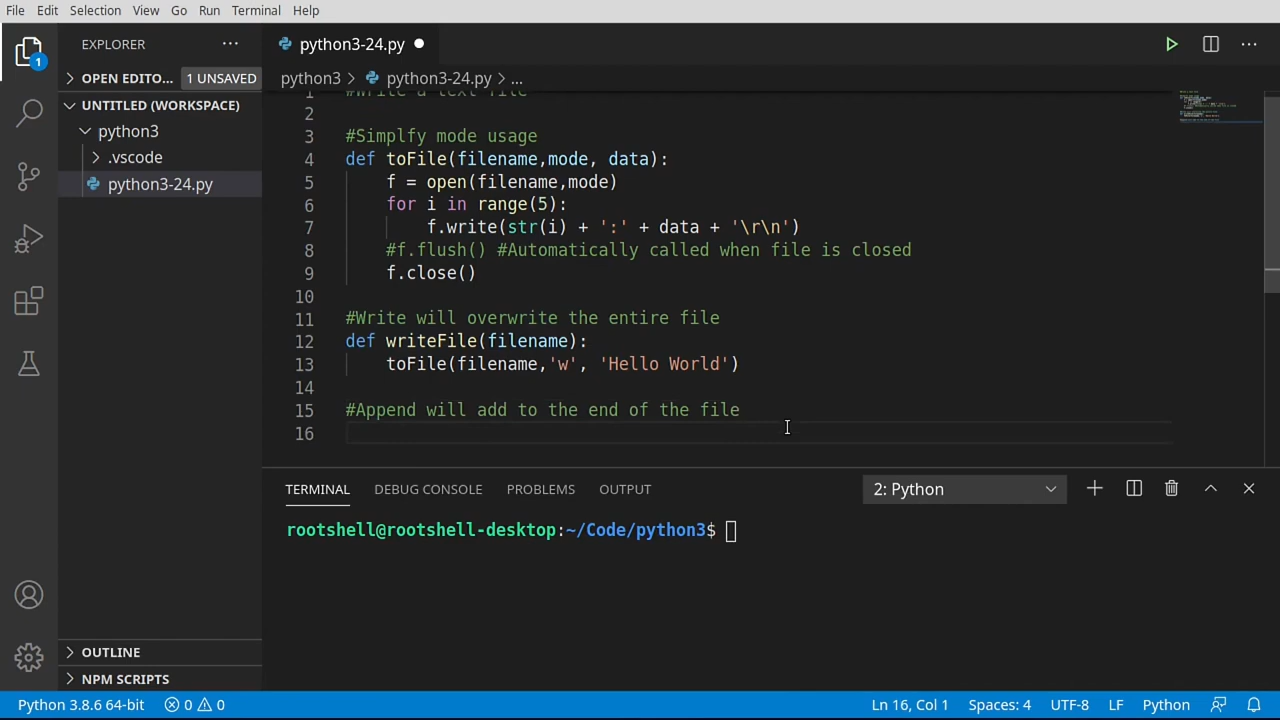 File Edit Selection View Go Run Terminal Help
EXPLORER ...
python3-24.py
OPEN EDITO... 1 UNSAVED
python3 > python3-24.py > ...
UNTITLED (WORKSPACE)
python3
.vscode
python3-24.py
1 #Write a text file
2
3 #Simplfy mode usage
4 def toFile(filename,mode, data):
5 f = open(filename,mode)
6 for i in range(5):
7 f.write(str(i) + ':' + data + '\r\n')
8 #f.flush() #Automatically called when file is closed
9 f.close()
10
11 #Write will overwrite the entire file
12 def writeFile(filename):
13 toFile(filename,'w', 'Hello World')
14
15 #Append will add to the end of the file
16
TERMINAL DEBUG CONSOLE PROBLEMS OUTPUT 2: Python
rootshell@rootshell-desktop:~/Code/python3$
1
OUTLINE
NPM SCRIPTS
Python 3.8.6 64-bit 0 0 Ln 16, Col 1 Spaces: 4 UTF-8 LF Python